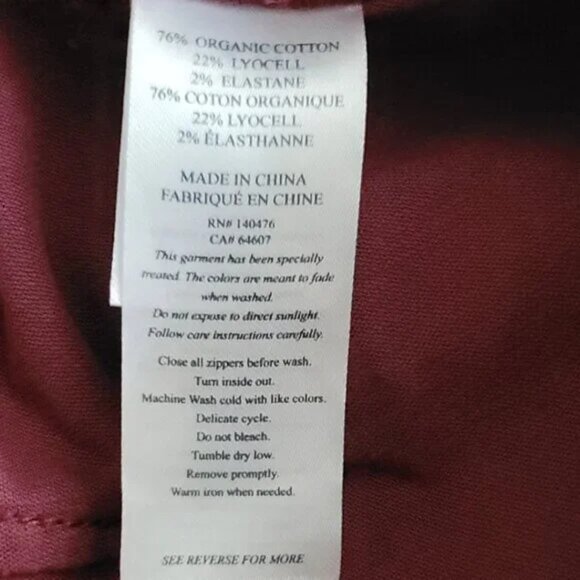 76% ORGANIC COTTON
22% LYOCELL
2% ELASTANE
76% COTON ORGANIQUE
22% LYOCELL
2% ÉLASTHANNE
MADE IN CHINA
FABRIQUÉ EN CHINE
RN# 140476
CA# 64607
This garment has been specially
treated. The colors are meant to fade
when washed.
Do not expose to direct sunlight.
Follow care instructions carefully.
Close all zippers before wash.
Turn inside out.
Machine Wash cold with like colors.
Delicate cycle.
Do not bleach.
Tumble dry low.
Remove promptly.
Warm iron when needed.
SEE REVERSE FOR MORE